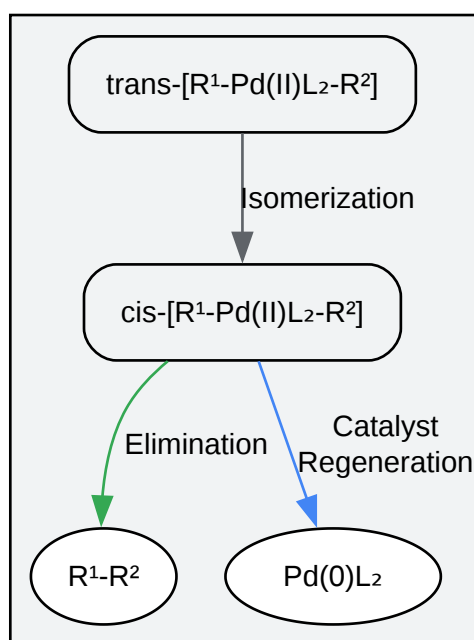 trans-[R¹-Pd(II)L₂-R²]
Isomerization
cis-[R¹-Pd(II)L₂-R²]
Elimination
Catalyst
Regeneration
R¹-R²
Pd(0)L₂